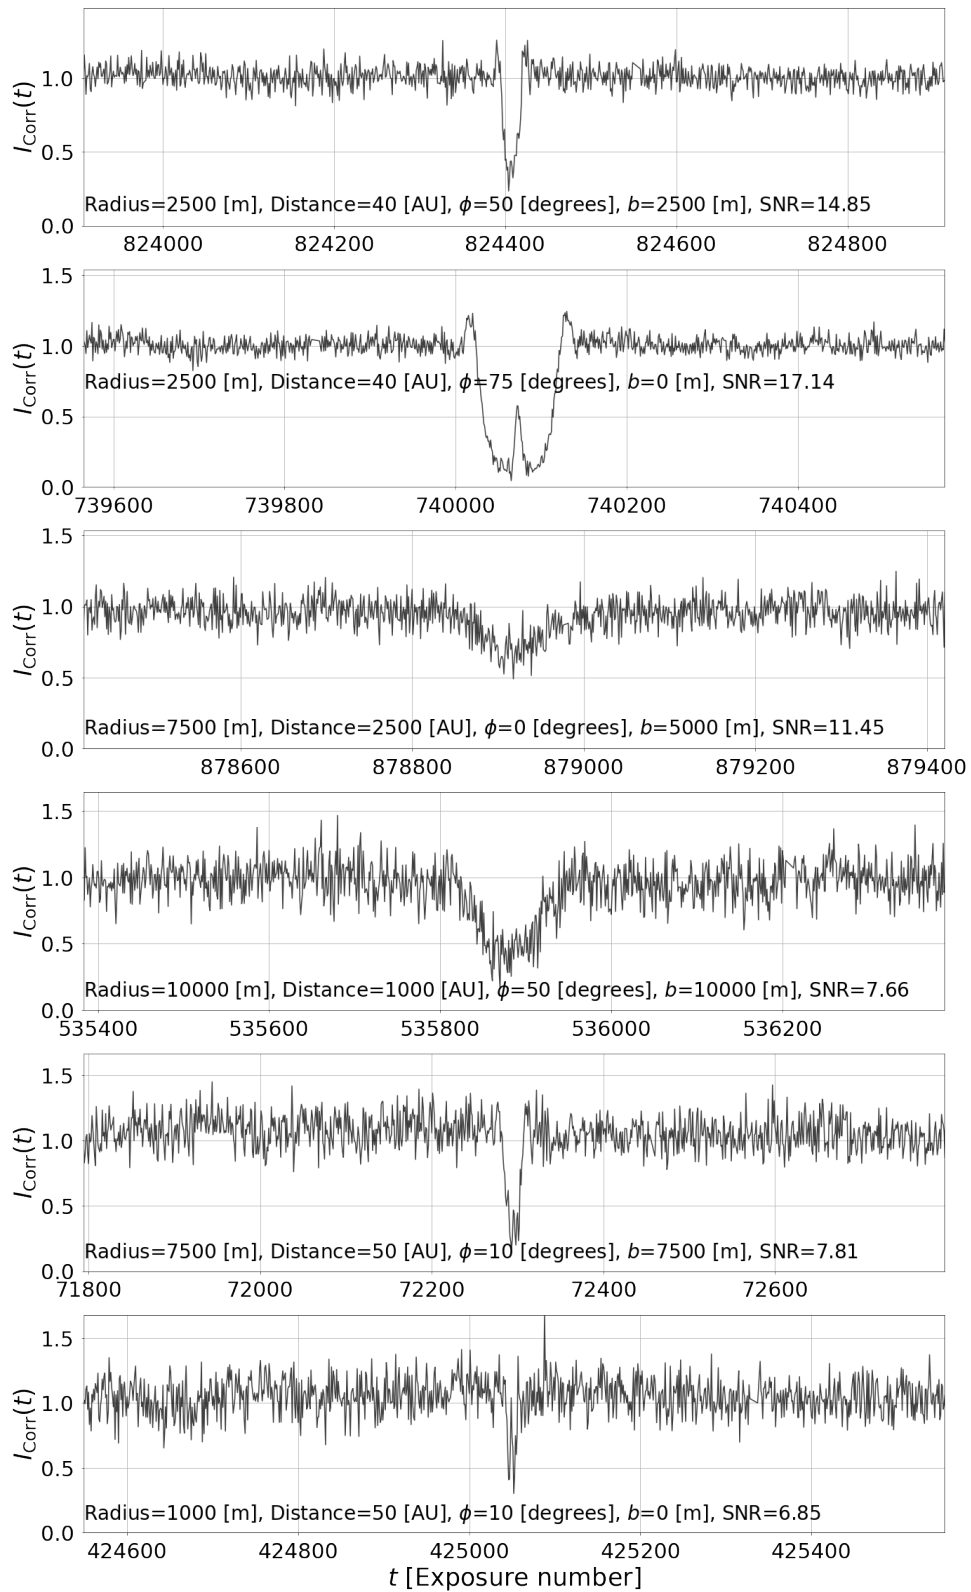 1.0
I_Corr(t)
0.5
Radius=2500 [m], Distance=40 [AU], ϕ=50 [degrees], b=2500 [m], SNR=14.85
0.0
824000 824200 824400 824600 824800
1.5
1.0
I_Corr(t)
Radius=2500 [m], Distance=40 [AU], ϕ=75 [degrees], b=0 [m], SNR=17.14
0.5
0.0
739600 739800 740000 740200 740400
1.5
1.0
I_Corr(t)
0.5
Radius=7500 [m], Distance=2500 [AU], ϕ=0 [degrees], b=5000 [m], SNR=11.45
0.0
878600 878800 879000 879200 879400
1.5
1.0
I_Corr(t)
0.5
Radius=10000 [m], Distance=1000 [AU], ϕ=50 [degrees], b=10000 [m], SNR=7.66
0.0
535400 535600 535800 536000 536200
1.5
1.0
I_Corr(t)
0.5
Radius=7500 [m], Distance=50 [AU], ϕ=10 [degrees], b=7500 [m], SNR=7.81
0.0
71800 72000 72200 72400 72600
1.5
1.0
I_Corr(t)
0.5
Radius=1000 [m], Distance=50 [AU], ϕ=10 [degrees], b=0 [m], SNR=6.85
0.0
424600 424800 425000 425200 425400
t [Exposure number]